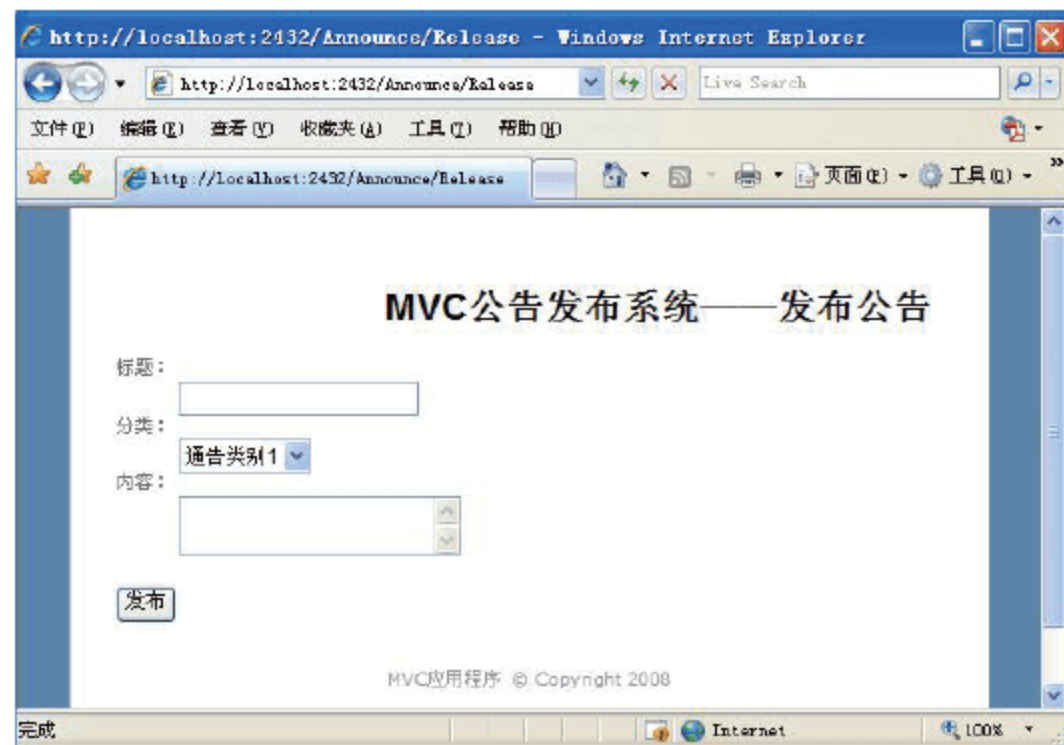 http://localhost:2432/Announce/Release - Windows Internet Explorer
http://localhost:2432/Announce/Release
Live Search
文件(F) 编辑(E) 查看(V) 收藏夹(A) 工具(T) 帮助(H)
http://localhost:2432/Announce/Release
页面(P) 工具(O)
MVC公告发布系统——发布公告
标题：
分类：
通告类别1
内容：
发布
MVC应用程序 © Copyright 2008
完成 Internet 100%